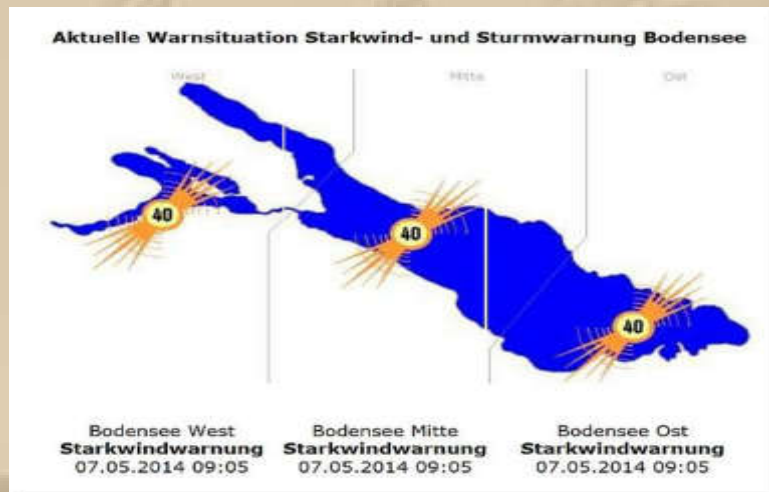 Aktuelle Warnsituation Starkwind- und Sturmwarnung Bodensee
West Mitte Ost
40
40
40
Bodensee West
Starkwindwarnung
07.05.2014 09:05
Bodensee Mitte
Starkwindwarnung
07.05.2014 09:05
Bodensee Ost
Starkwindwarnung
07.05.2014 09:05